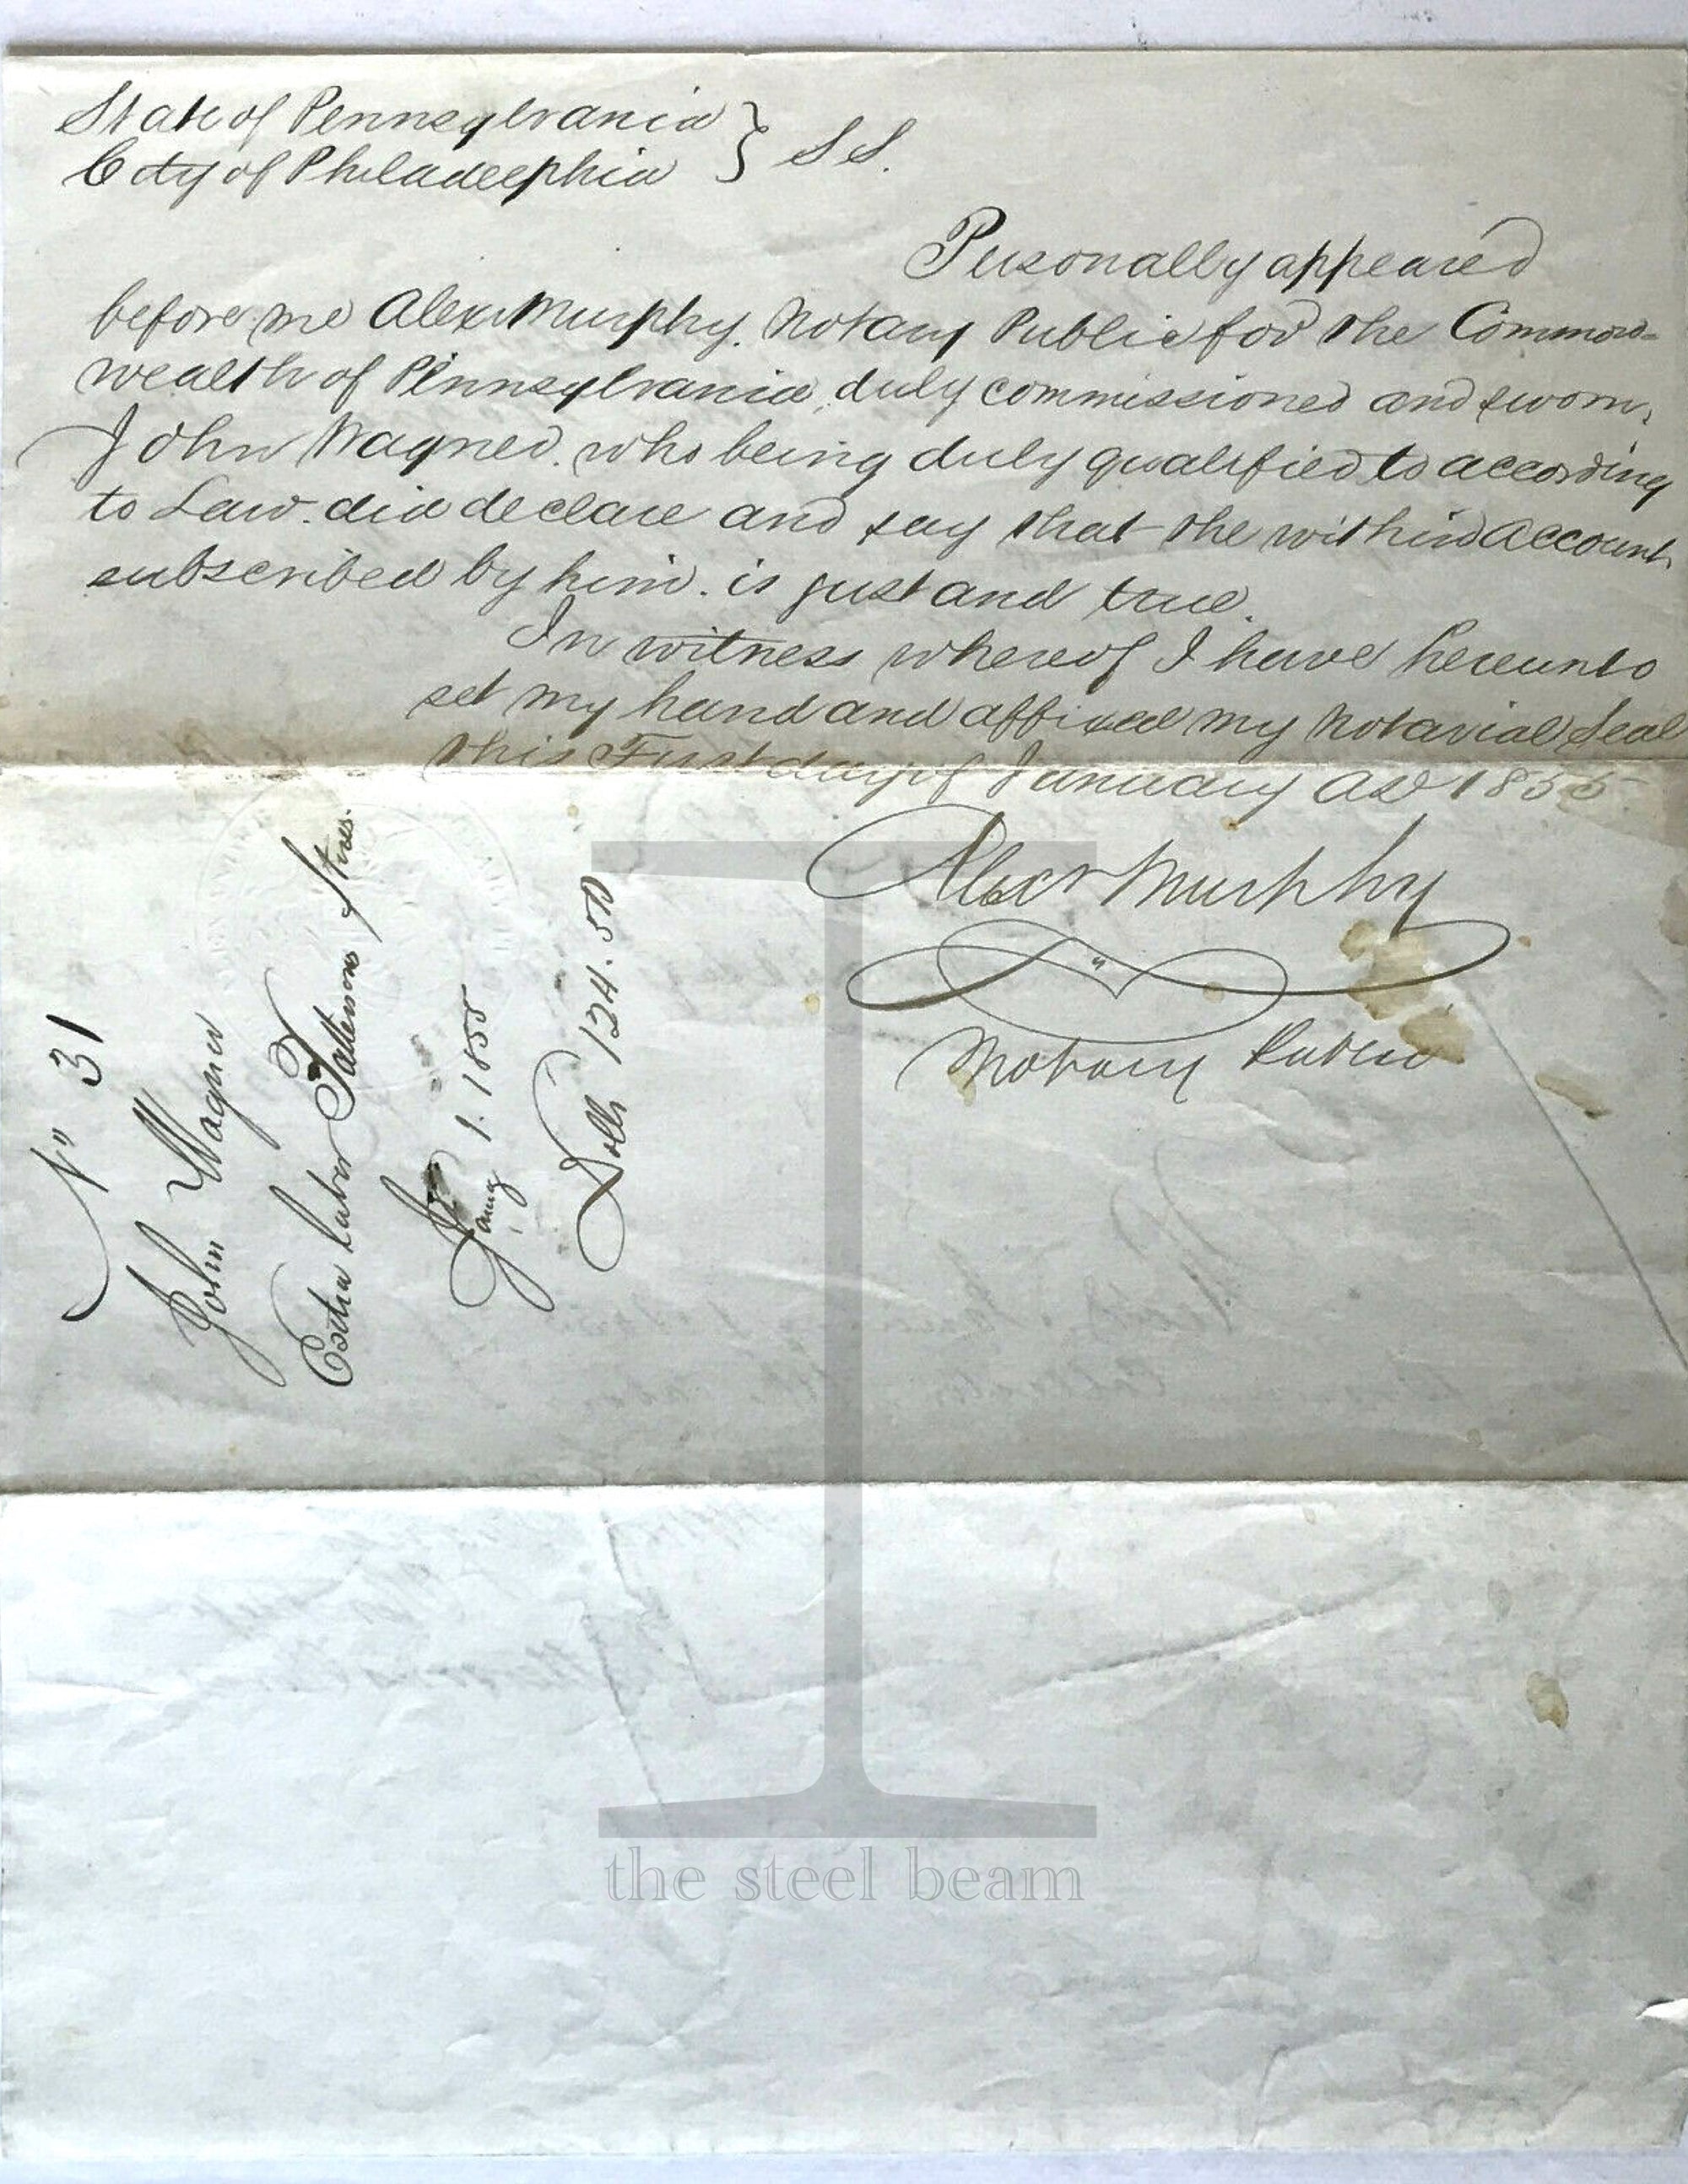 State of Pennsylvania } SS.
City of Philadelphia
Personally appeared
before me Alexr Murphy. Notary Public for the Common=
wealth of Pennsylvania, duly commissioned and sworn,
John Wagner. who being duly qualified to according
to Law. did declare and say that the within account,
subscribed by him. is just and true.
In witness whereof I have hereunto
set my hand and affixed my Notarial Seal
this First day of January AD 1855
Alexr Murphy
Notary Public
No 31
John Wagner
Extra labor Patterson Stores.
Jany 1. 1855
Dolls 124.50
the steel beam